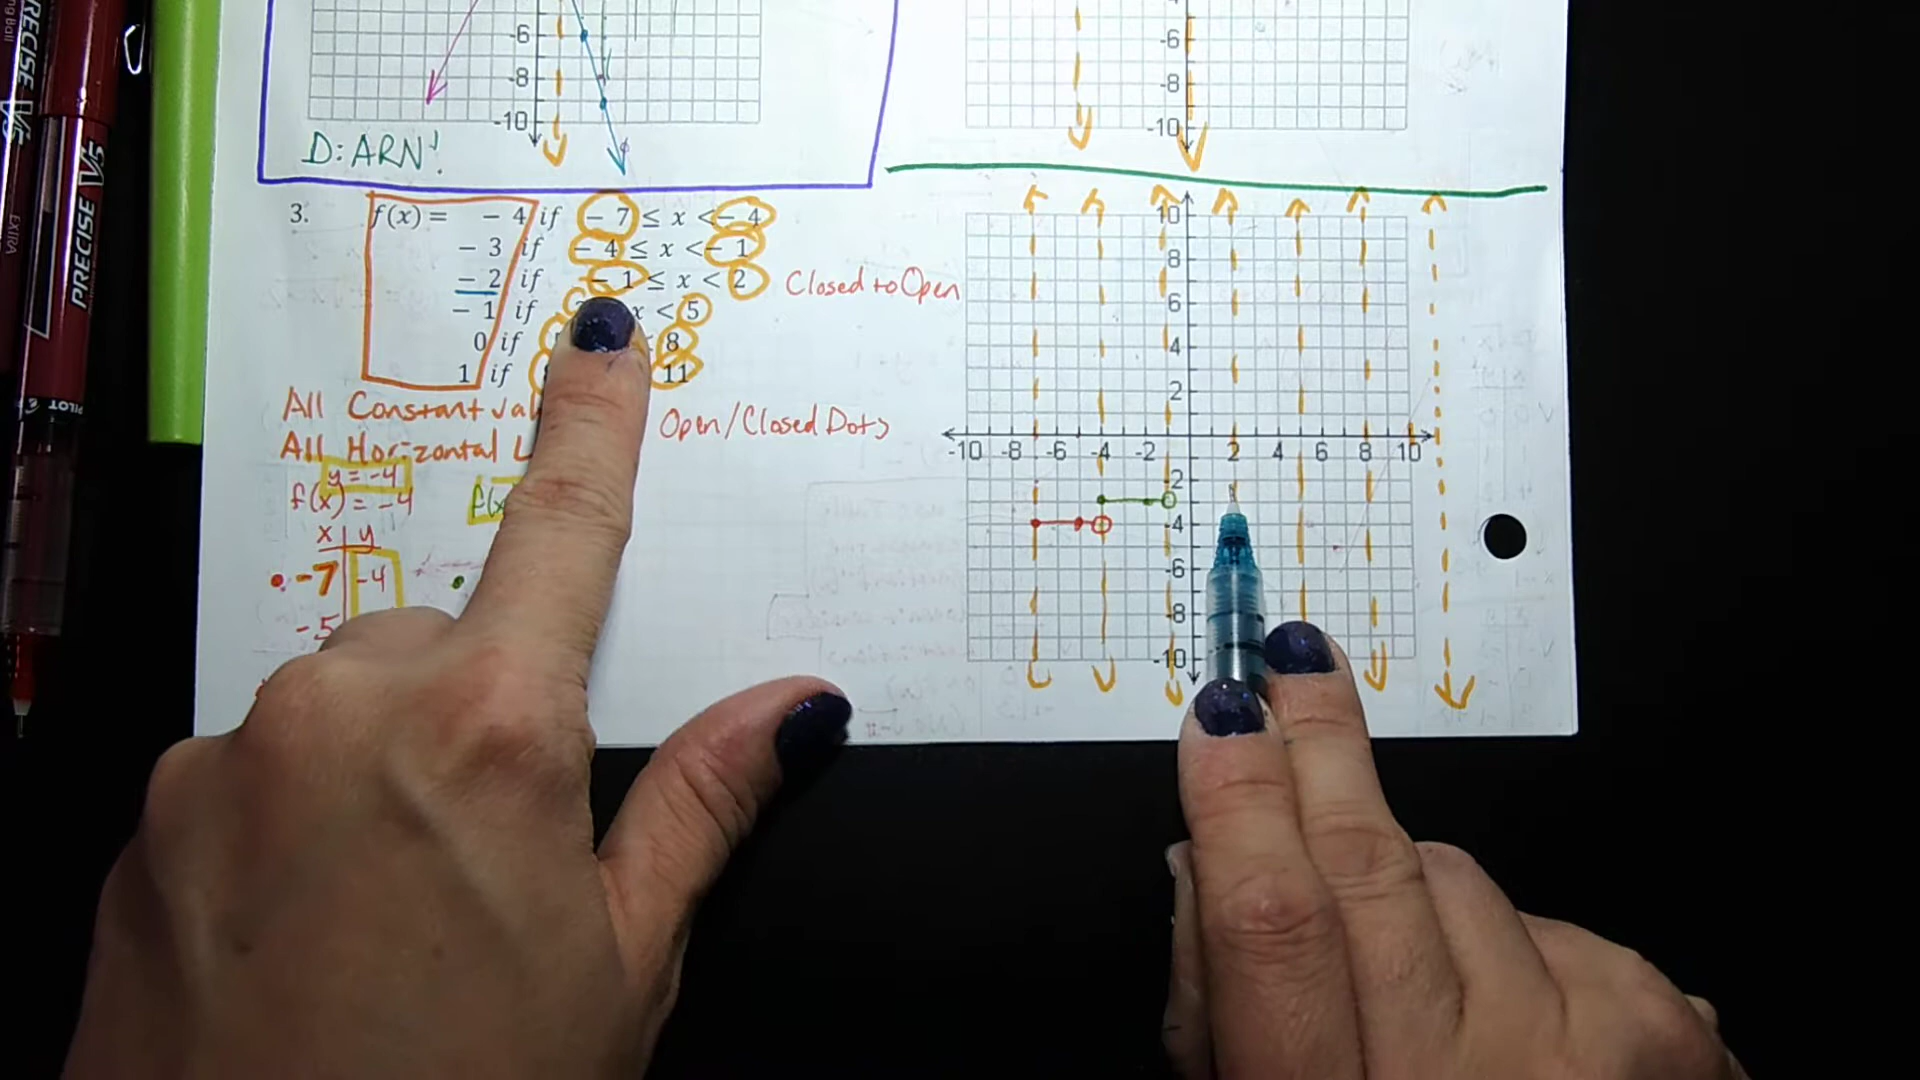 PRECISE V5
PRECISE V5
EXTRA
PILOT
-6
-8
-10
D: ARN!
-6
-8
-10
3. f(x) = - 4 if - 7 ≤ x < - 4
- 3 if - 4 ≤ x < - 1
- 2 if - 1 ≤ x < 2 Closed to Open
- 1 if x < 5
0 if 8
1 if 11
All Constant
All Horizontal
Open/Closed Dots
y = -4
f(x) = -4
x y
-7 -4
-5
10
8
6
4
2
-10 -8 -6 -4 -2 2 4 6 8 10
-2
-4
-6
-8
-10